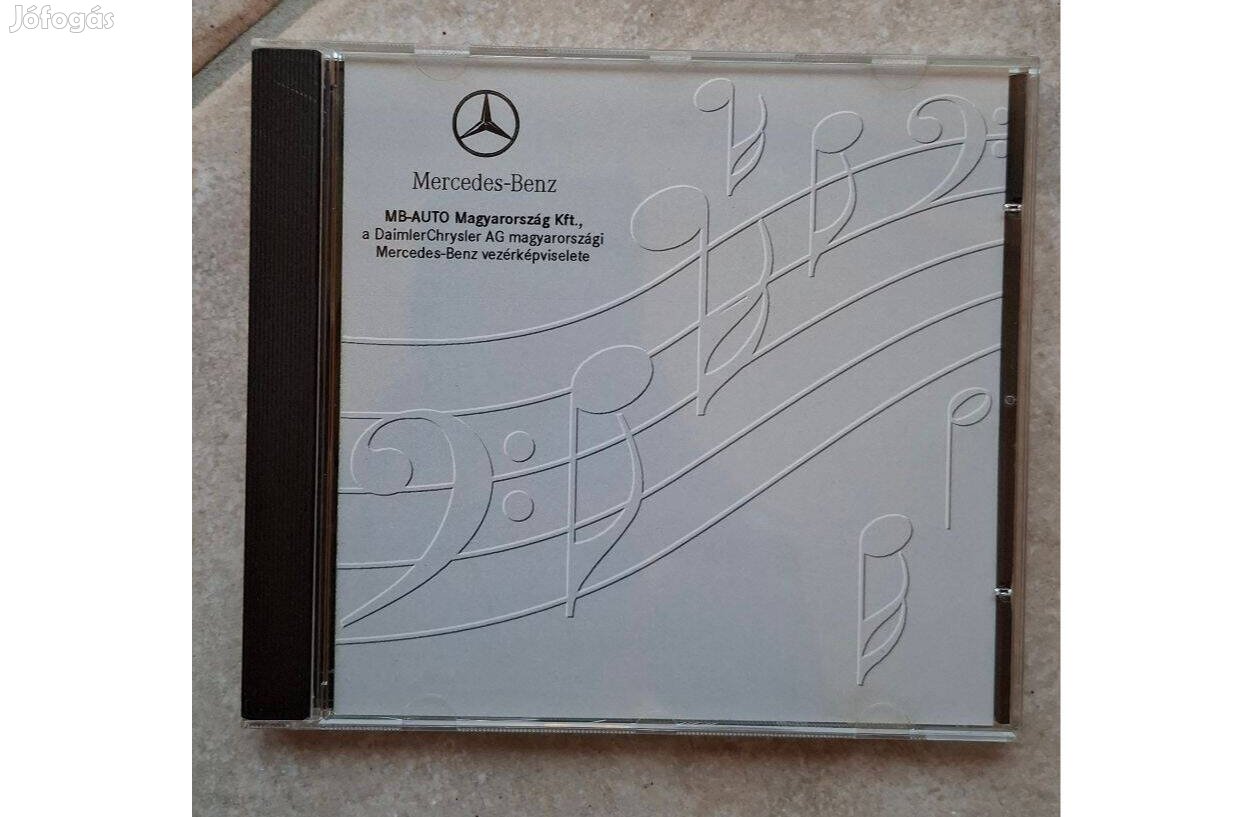 Jófogás
Mercedes-Benz
MB-AUTO Magyarország Kft.,
a DaimlerChrysler AG magyarországi
Mercedes-Benz vezérképviselete